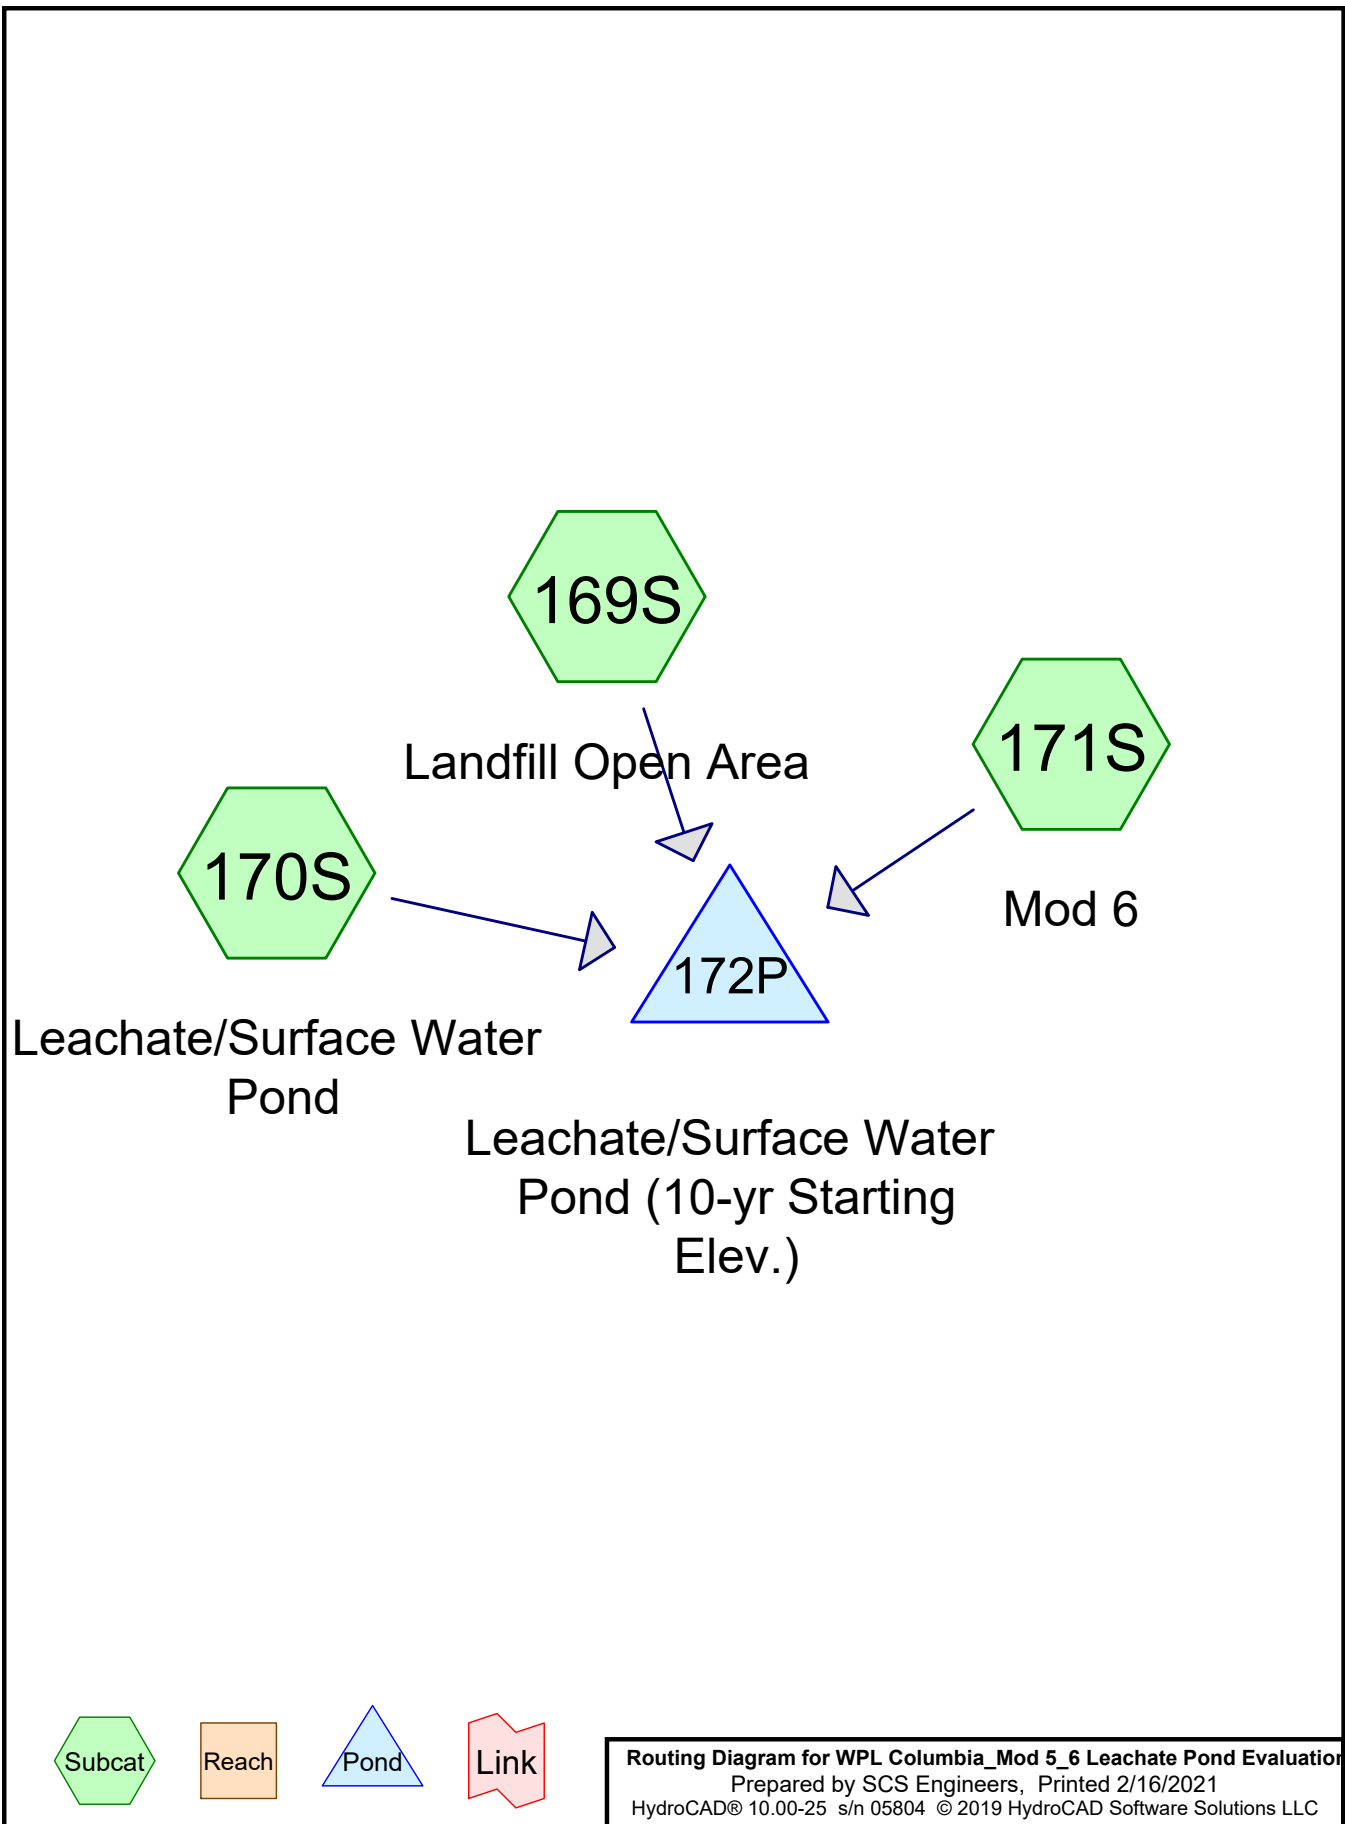 169S
Landfill Open Area
171S
Mod 6
170S
Leachate/Surface Water
Pond
172P
Leachate/Surface Water
Pond (10-yr Starting
Elev.)
Subcat
Reach
Pond
Link
Routing Diagram for WPL Columbia_Mod 5_6 Leachate Pond Evaluation
Prepared by SCS Engineers, Printed 2/16/2021
HydroCAD® 10.00-25 s/n 05804 © 2019 HydroCAD Software Solutions LLC